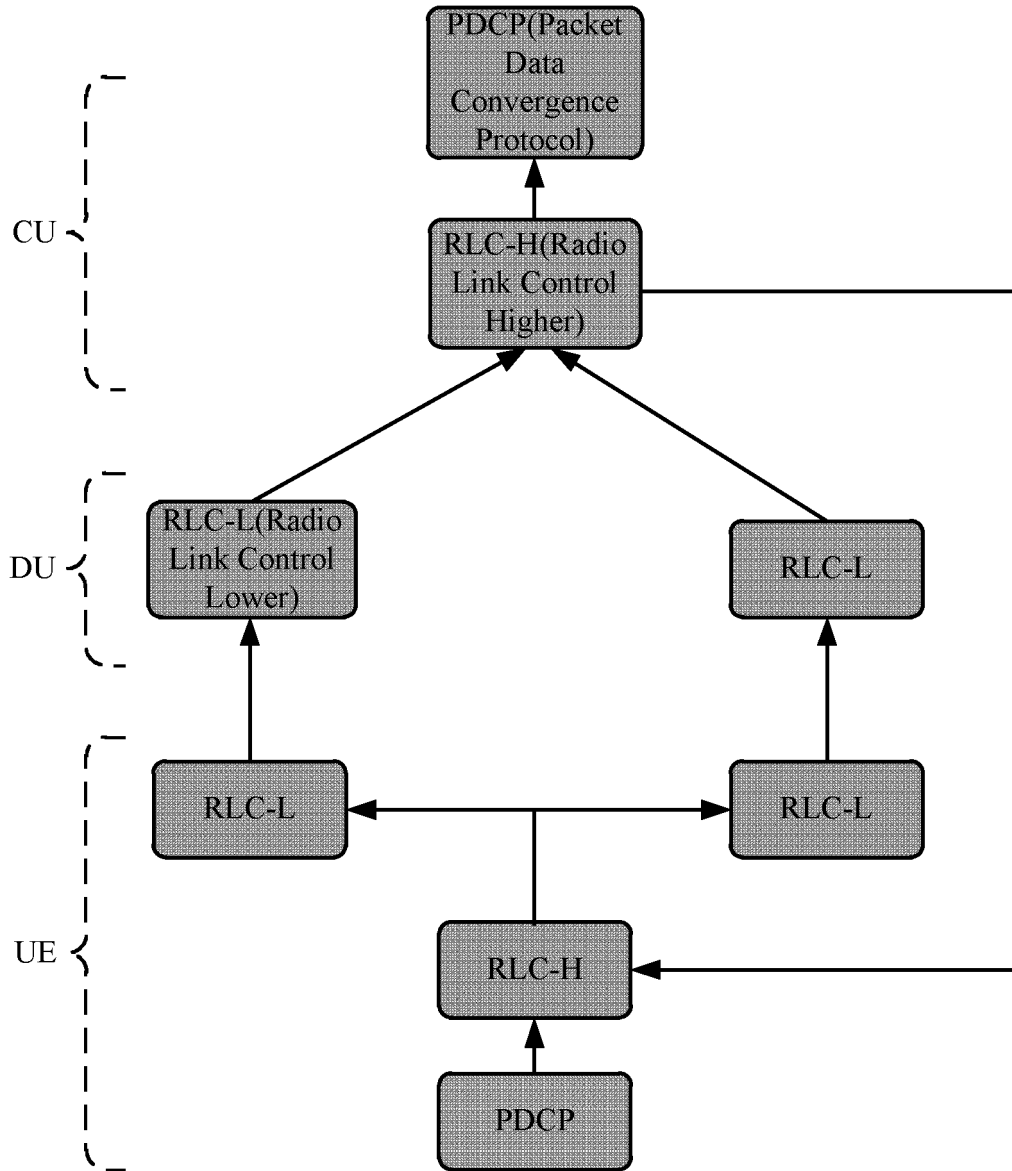 PDCP(Packet
Data
Convergence
Protocol)
CU
RLC-H(Radio
Link Control
Higher)
DU
RLC-L(Radio
Link Control
Lower)
RLC-L
RLC-L
RLC-L
UE
RLC-H
PDCP